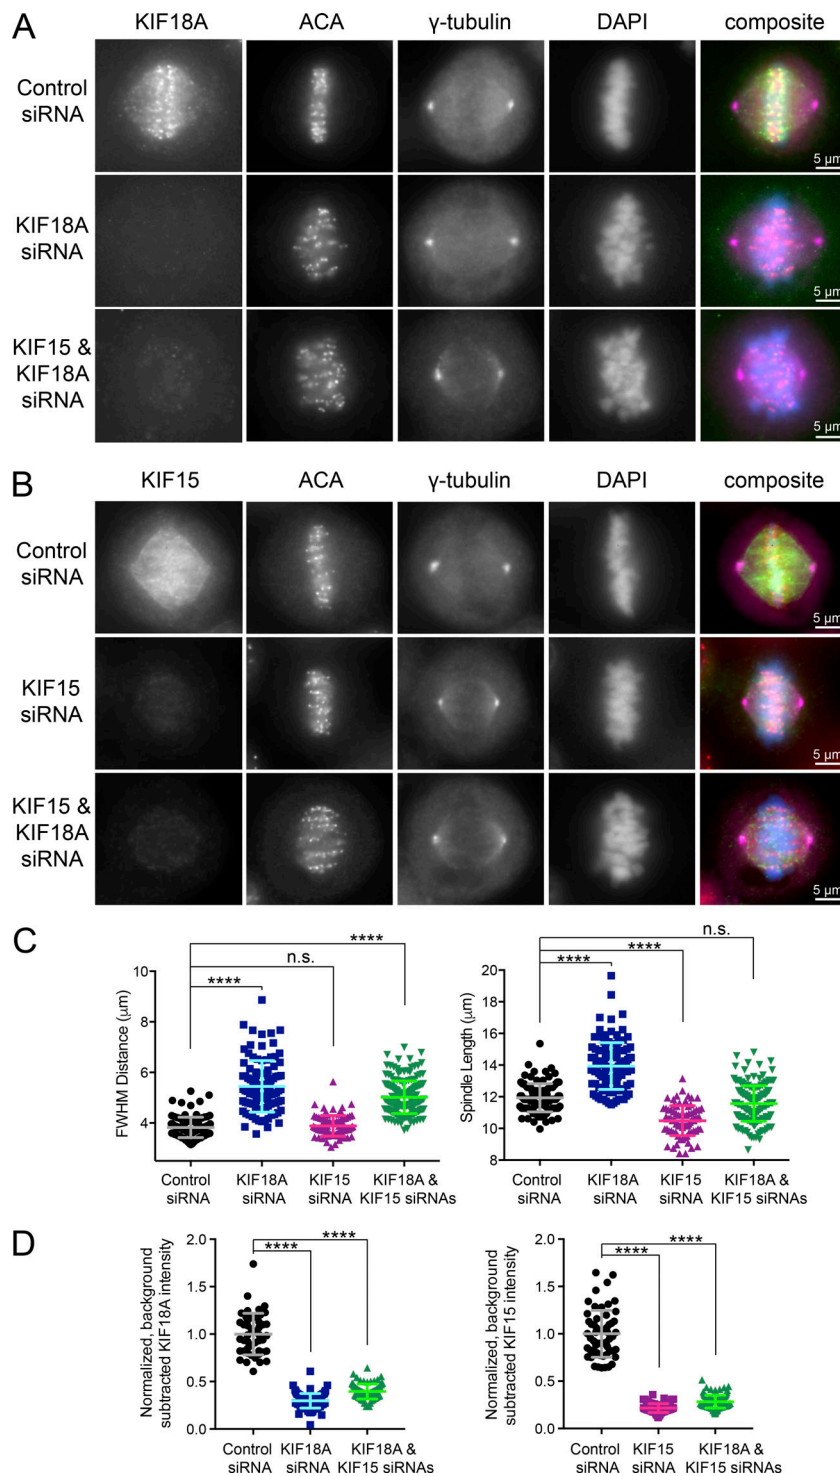 A
KIF18A ACA γ-tubulin DAPI composite
Control
siRNA
5 µm
KIF18A
siRNA
5 µm
KIF15 &
KIF18A
siRNA
5 µm
B
KIF15 ACA γ-tubulin DAPI composite
Control
siRNA
5 µm
KIF15
siRNA
5 µm
KIF15 &
KIF18A
siRNA
5 µm
C
****
n.s.
****
FWHM Distance (µm)
10
8
6
4
Control
siRNA
KIF18A
siRNA
KIF15
siRNA
KIF18A &
KIF15 siRNAs
n.s.
****
****
Spindle Length (µm)
20
18
16
14
12
10
8
Control
siRNA
KIF18A
siRNA
KIF15
siRNA
KIF18A &
KIF15 siRNAs
D
Normalized, background
subtracted KIF18A intensity
2.0
1.5
1.0
0.5
0.0
****
****
Control
siRNA
KIF18A
siRNA
KIF18A &
KIF15 siRNAs
Normalized, background
subtracted KIF15 intensity
2.0
1.5
1.0
0.5
0.0
****
****
Control
siRNA
KIF15
siRNA
KIF18A &
KIF15 siRNAs